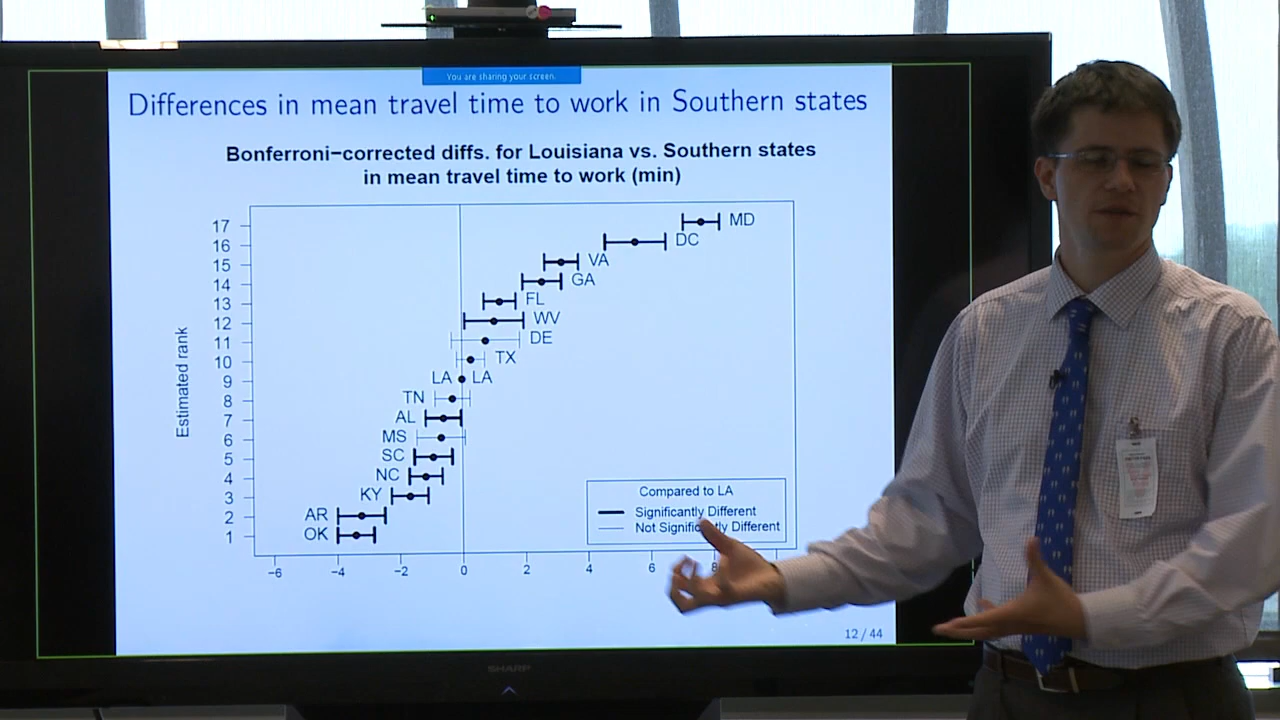 You are sharing your screen.
Differences in mean travel time to work in Southern states
Bonferroni−corrected diffs. for Louisiana vs. Southern states
in mean travel time to work (min)
Estimated rank
17 MD
16 DC
15 VA
14 GA
13 FL
12 WV
11 DE
10 TX
9 LA LA
8 TN
7 AL
6 MS
5 SC
4 NC
3 KY
2 AR
1 OK
Compared to LA
Significantly Different
Not Significantly Different
−6 −4 −2 0 2 4 6 8
12 / 44
SHARP